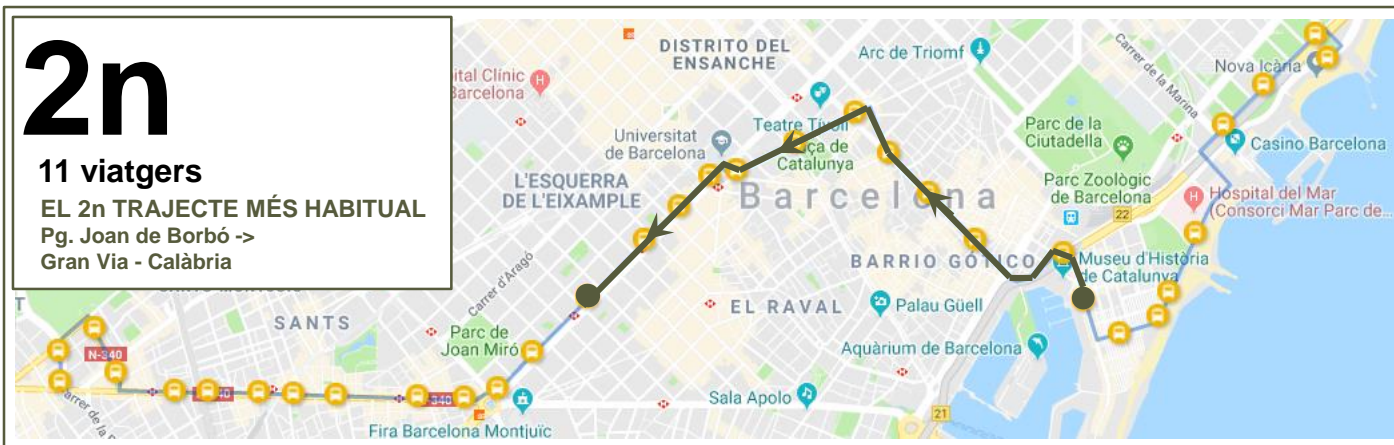 2n
11 viatgers
EL 2n TRAJECTE MÉS HABITUAL
Pg. Joan de Borbó ->
Gran Via - Calàbria
DISTRITO DEL
ENSANCHE
Arc de Triomf
Carrer de la Marina
Nova Icària
ital Clínic
Barcelona
Teatre Tívoli
Universitat
de Barcelona
Plaça de
Catalunya
Parc de la
Ciutadella
Casino Barcelona
L'ESQUERRA
DE L'EIXAMPLE
Barcelona
Parc Zoològic
de Barcelona
22
Hospital del Mar
(Consorci Mar Parc de...
BARRIO GÓTICO
Museu d'Història
de Catalunya
Carrer d'Aragó
EL RAVAL
Palau Güell
SANTS
Parc de
Joan Miró
N-340
Aquàrium de Barcelona
Sala Apolo
21
Fira Barcelona Montjuïc